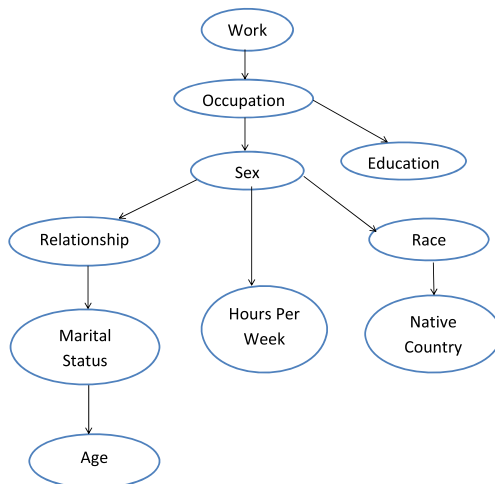 Work
Occupation
Education
Sex
Relationship
Race
Hours Per
Week
Native
Country
Marital
Status
Age